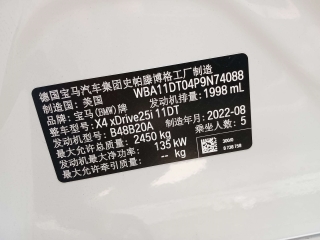 德国宝马汽车集团史帕滕博格工厂制造
制造国：美国 WBA11DT04P9N74088
品牌：宝马(BMW)牌 发动机排量：1998 mL
整车型号：X4 xDrive25i 11DT
发动机型号：B48B20A 制造年月：2022-08
最大允许总质量：2450 kg 乘坐人数：5
发动机最大净功率：135 kW
最大允许牵引质量：-- kg